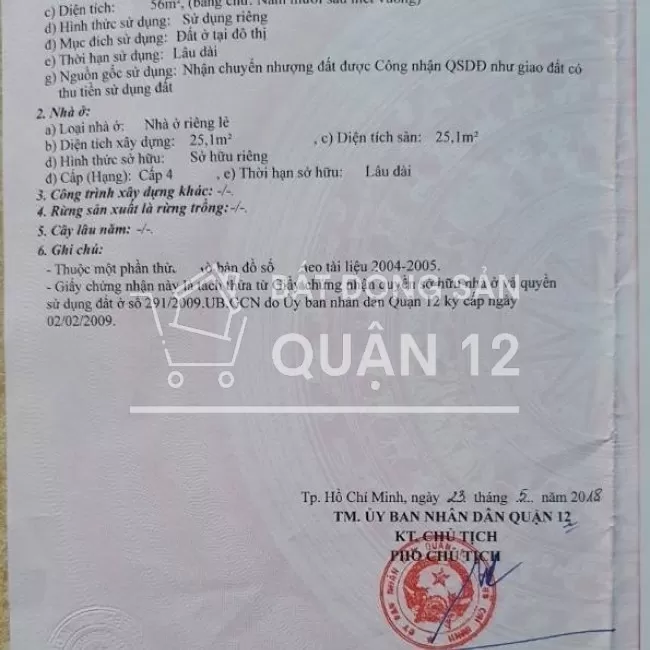 c) Diện tích: 56m², (bằng chữ: Năm mươi sáu mét vuông)
d) Hình thức sử dụng: Sử dụng riêng
đ) Mục đích sử dụng: Đất ở tại đô thị
e) Thời hạn sử dụng: Lâu dài
g) Nguồn gốc sử dụng: Nhận chuyển nhượng đất được Công nhận QSDĐ như giao đất có
thu tiền sử dụng đất
2. Nhà ở:
a) Loại nhà ở: Nhà ở riêng lẻ
b) Diện tích xây dựng: 25,1m² , c) Diện tích sàn: 25,1m²
d) Hình thức sở hữu: Sở hữu riêng
đ) Cấp (Hạng): Cấp 4 , e) Thời hạn sở hữu: Lâu dài
3. Công trình xây dựng khác: -/-.
4. Rừng sản xuất là rừng trồng: -/-.
5. Cây lâu năm: -/-.
6. Ghi chú:
- Thuộc một phần thửa bản đồ số theo tài liệu 2004-2005.
- Giấy chứng nhận này là tách thửa từ Giấy chứng nhận quyền sở hữu nhà ở và quyền
sử dụng đất ở số 291/2009.UB.GCN do Ủy ban nhân dân Quận 12 ký cấp ngày
02/02/2009.
BẤT ĐỘNG SẢN
QUẬN 12
Tp. Hồ Chí Minh, ngày 23 tháng 5 năm 2018
TM. ỦY BAN NHÂN DÂN QUẬN 12
KT. CHỦ TỊCH
PHÓ CHỦ TỊCH